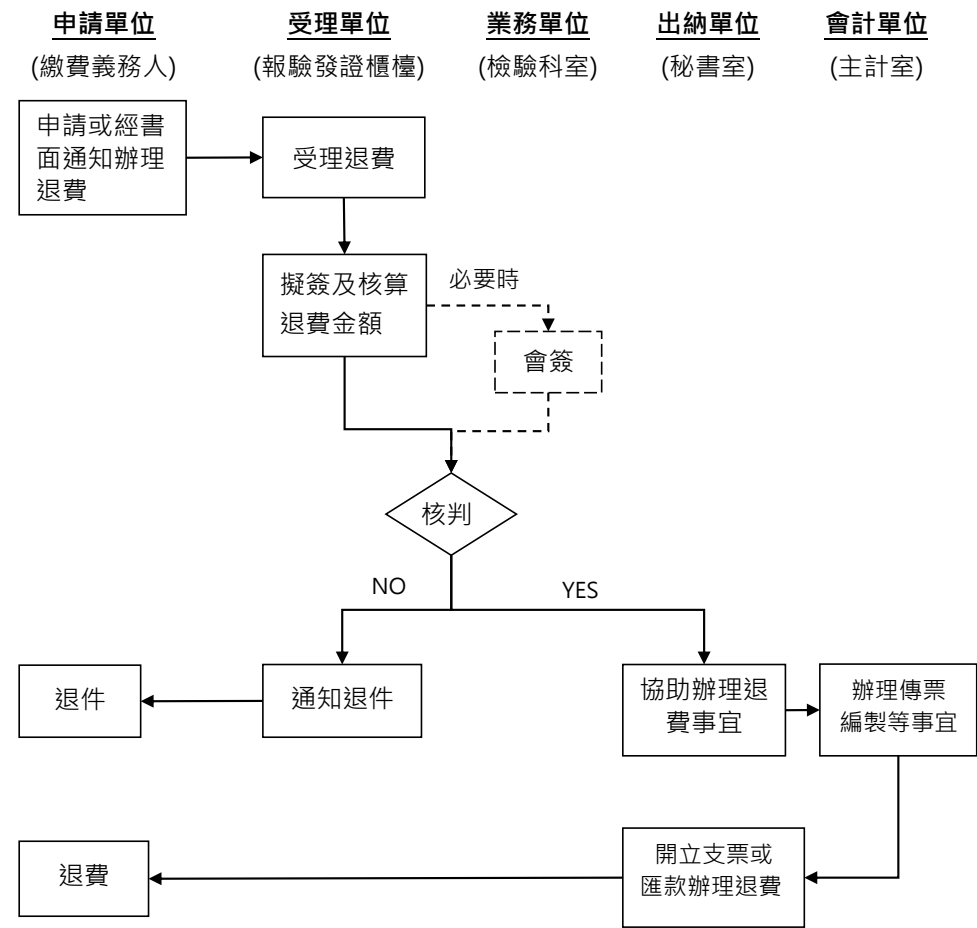 申請單位
受理單位
業務單位
出納單位
會計單位
(繳費義務人)
(報驗發證櫃檯)
(檢驗科室)
(秘書室)
(主計室)
申請或經書
面通知辦理
退費
受理退費
擬簽及核算
退費金額
必要時
會簽
核判
NO
YES
退件
通知退件
協助辦理退
費事宜
辦理傳票
編製等事宜
退費
開立支票或
匯款辦理退費